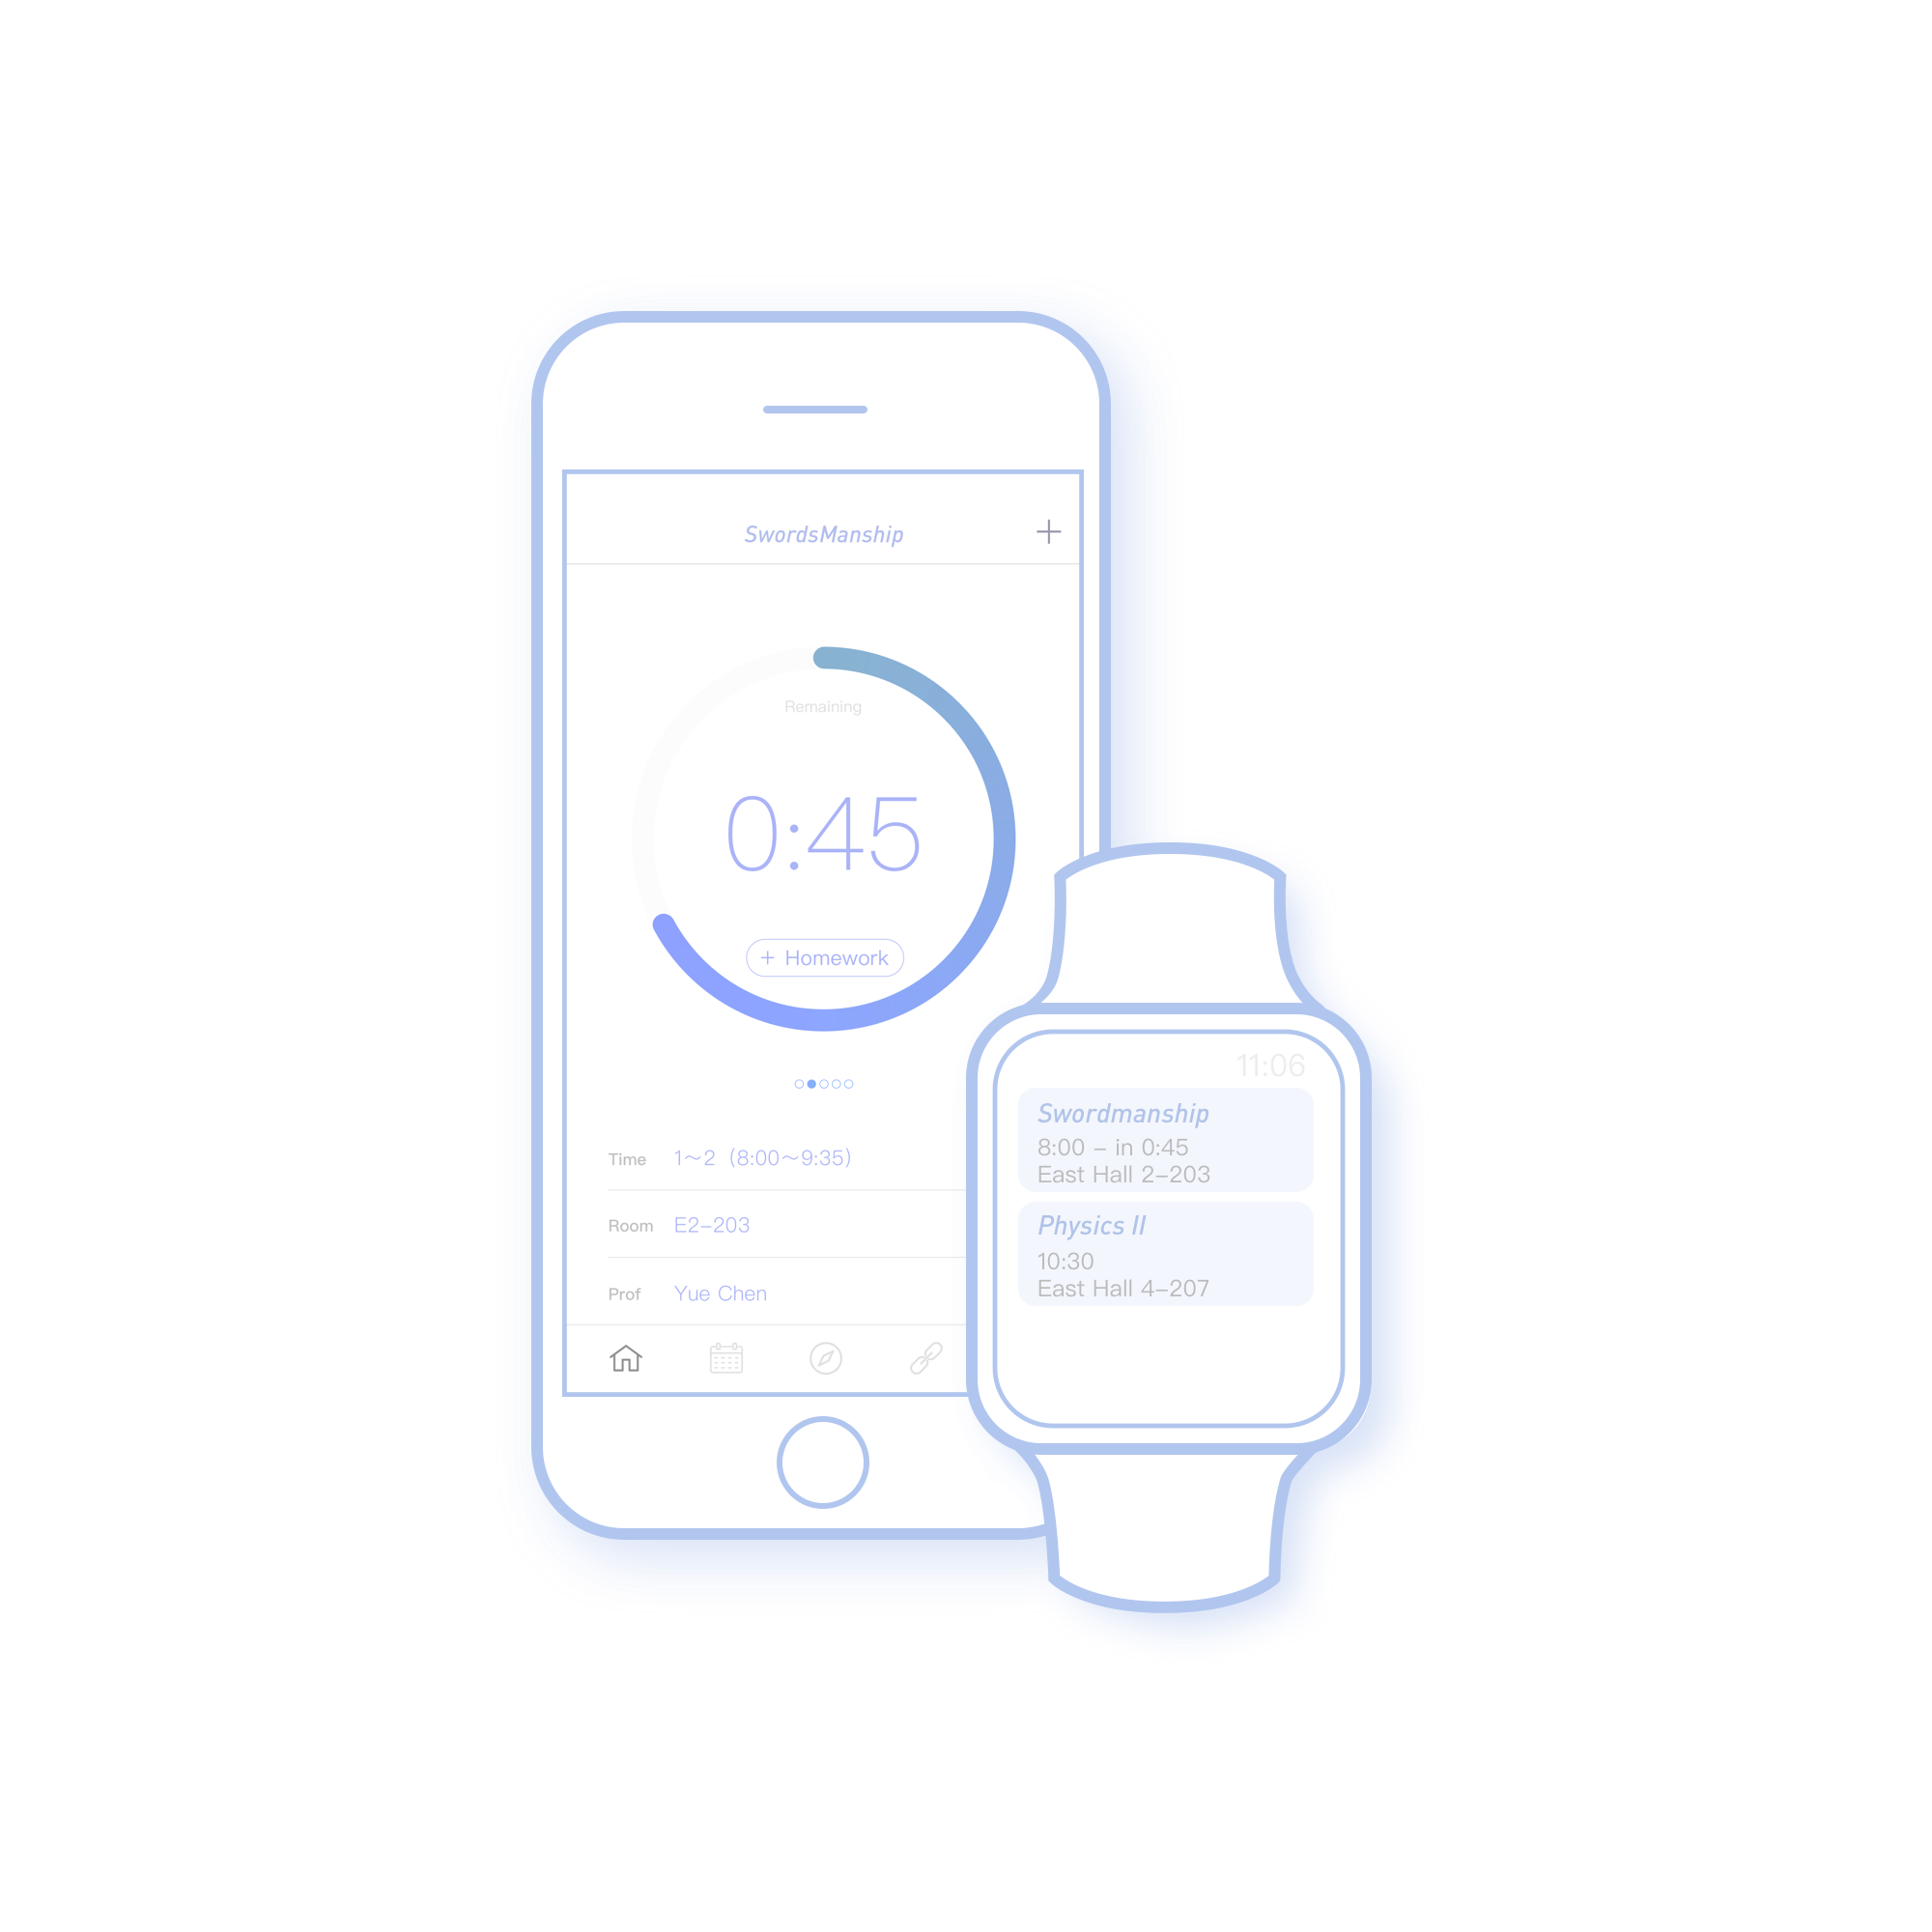 SwordsManship
Remaining
0:45
+ Homework
Time 1～2（8:00～9:35）
Room E2-203
Prof Yue Chen
11:06
Swordmanship
8:00 - in 0:45
East Hall 2-203
Physics II
10:30
East Hall 4-207